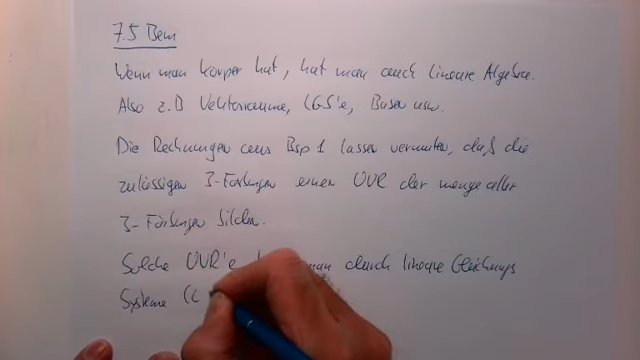 7.5 Bem
Wenn man Körper hat, hat man auch lineare Algebra.
Also z.B Vektorräume, LGS'e, Basen usw.
Die Rechnungen aus Bsp 1 lassen vermuten, daß die
zulässigen 3-Färbungen einen UVR der menge aller
3-Färbungen bilden.
Solche UVR'e man durch lineare Gleichungs
Systeme (